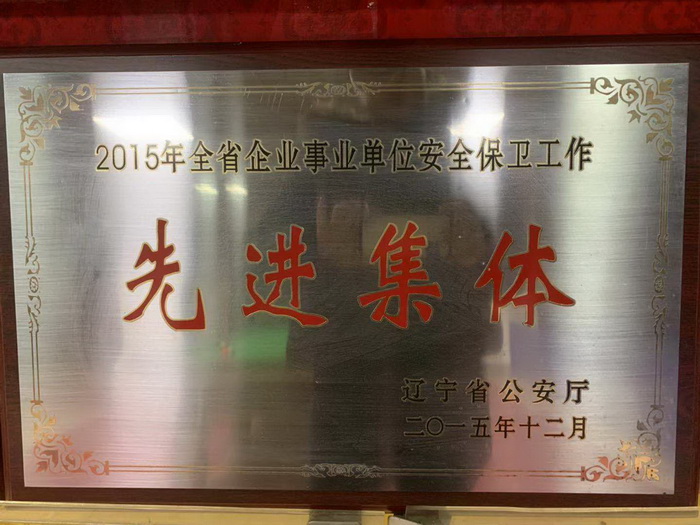 2015年全省企业事业单位安全保卫工作
先进集体
辽宁省公安厅
二〇一五年十二月